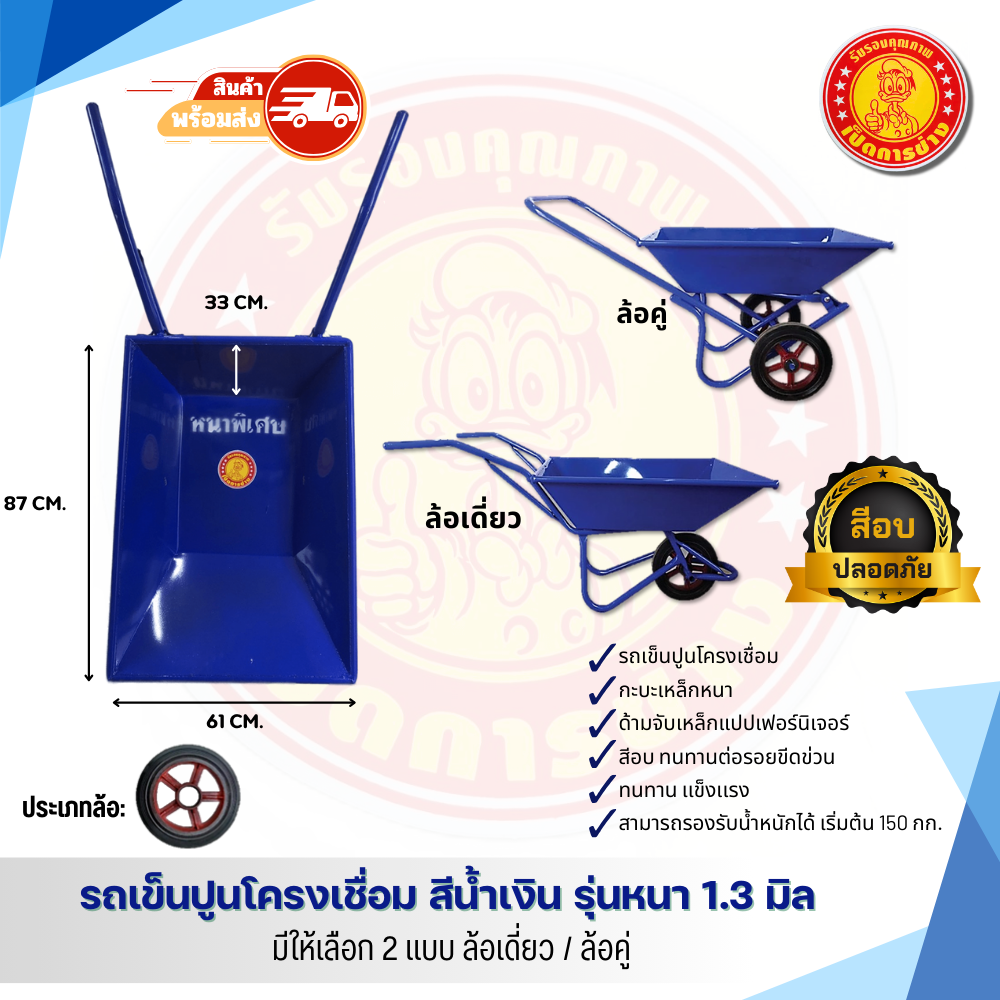 สินค้า
พร้อมส่ง
รับรองคุณภาพ
เป็ดการช่าง
รับรองคุณภาพ
33 CM.
ล้อคู่
หนาพิเศษ
87 CM.
ล้อเดี่ยว
สีอบ
ปลอดภัย
61 CM.
รถเข็นปูนโครงเชื่อม
กะบะเหล็กหนา
ด้ามจับเหล็กแปปเฟอร์นิเจอร์
สีอบ ทนทานต่อรอยขีดข่วน
ทนทาน แข็งแรง
สามารถรองรับน้ำหนักได้ เริ่มต้น 150 กก.
ประเภทล้อ:
รถเข็นปูนโครงเชื่อม สีน้ำเงิน รุ่นหนา 1.3 มิล
มีให้เลือก 2 แบบ ล้อเดี่ยว / ล้อคู่